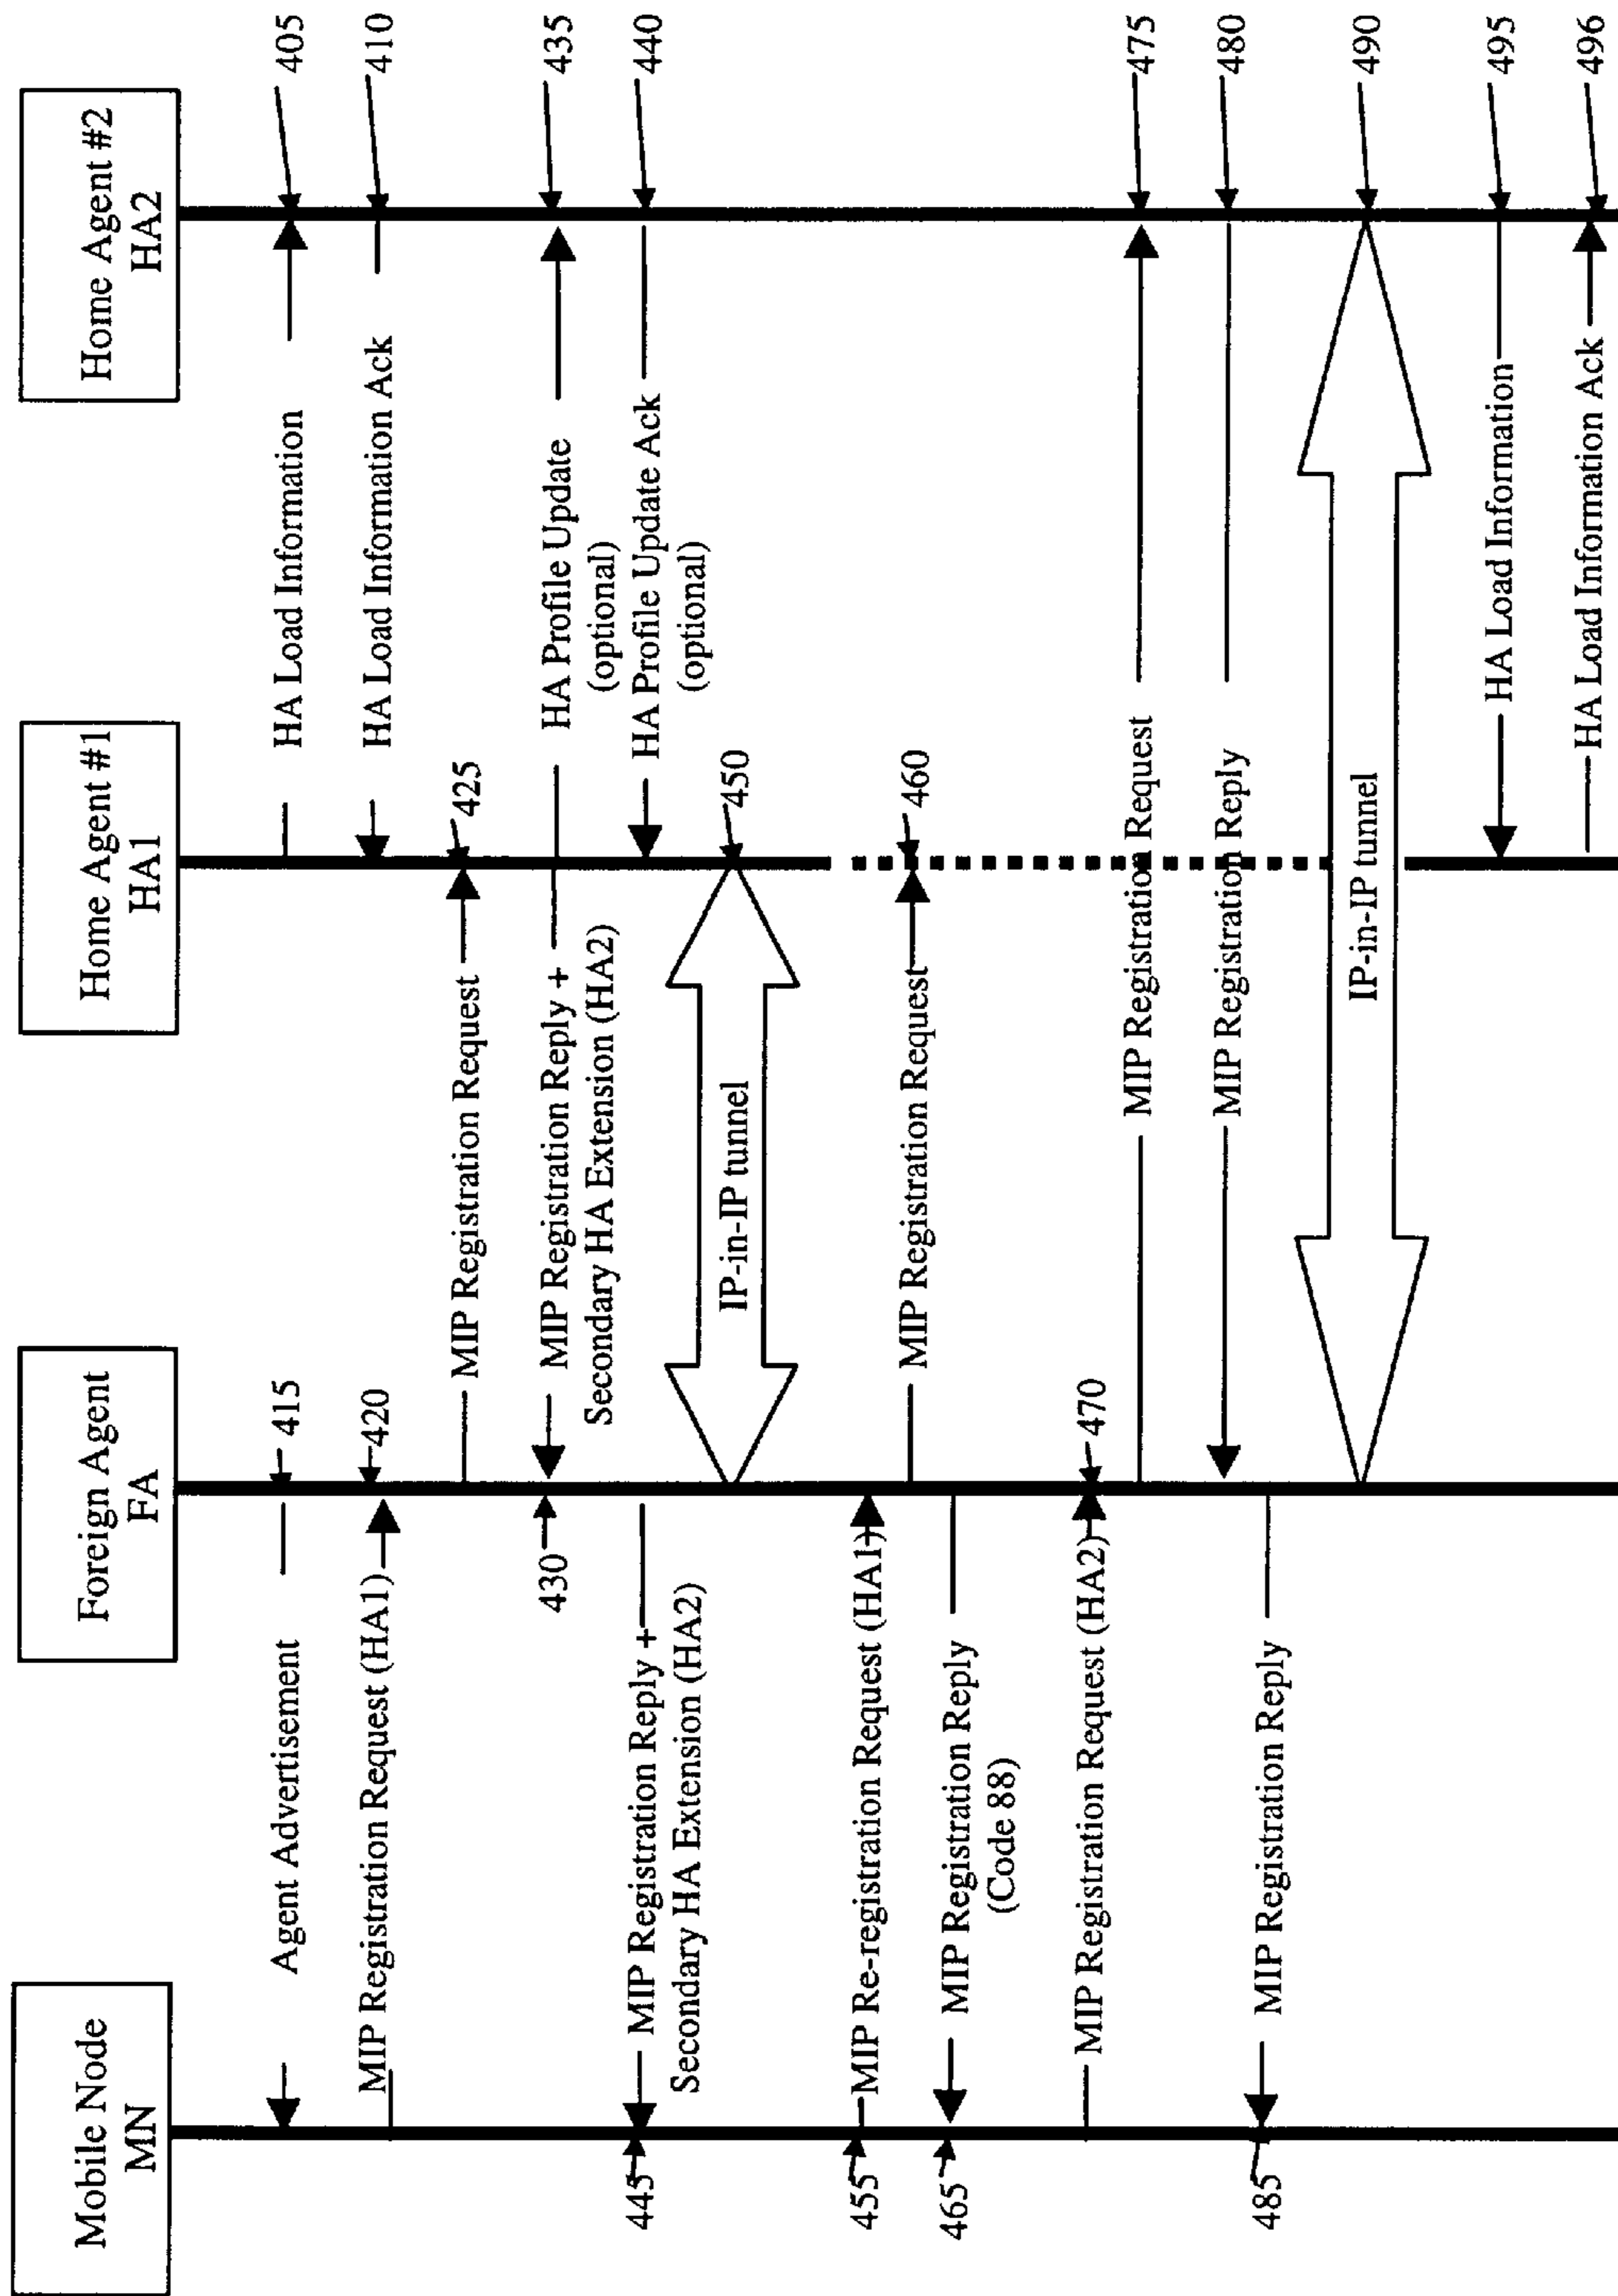 Mobile Node
MN
Foreign Agent
FA
Home Agent #1
HA1
Home Agent #2
HA2
HA Load Information
405
Agent Advertisement
415
HA Load Information Ack
410
MIP Registration Request (HA1)
420
MIP Registration Request
425
430
MIP Registration Reply +
Secondary HA Extension (HA2)
HA Profile Update
(optional)
435
HA Profile Update Ack
(optional)
440
445
MIP Registration Reply +
Secondary HA Extension (HA2)
IP-in-IP tunnel
450
455
MIP Re-registration Request (HA1)
MIP Registration Request
460
465
MIP Registration Reply
(Code 88)
MIP Registration Request (HA2)
470
MIP Registration Request
475
MIP Registration Reply
480
485
MIP Registration Reply
IP-in-IP tunnel
490
HA Load Information
495
HA Load Information Ack
496